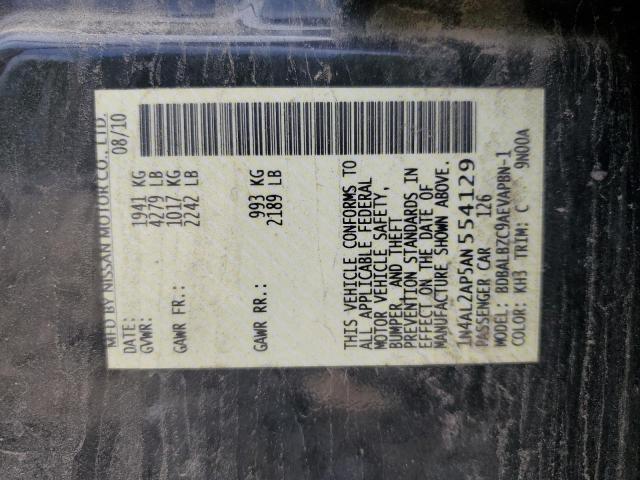 MFD BY NISSAN MOTOR CO., LTD.
DATE: 08/10
GVWR: 1941 KG
4279 LB
GAWR FR.: 1017 KG
2242 LB
GAWR RR.: 993 KG
2189 LB
THIS VEHICLE CONFORMS TO
ALL APPLICABLE FEDERAL
MOTOR VEHICLE SAFETY,
BUMPER, AND THEFT
PREVENTION STANDARDS IN
EFFECT ON THE DATE OF
MANUFACTURE SHOWN ABOVE.
1N4AL2AP5AN554129
PASSENGER CAR 126
MODEL:BDBALBZC9AEVAPBN-1
COLOR: KH3 TRIM: C 9N00A